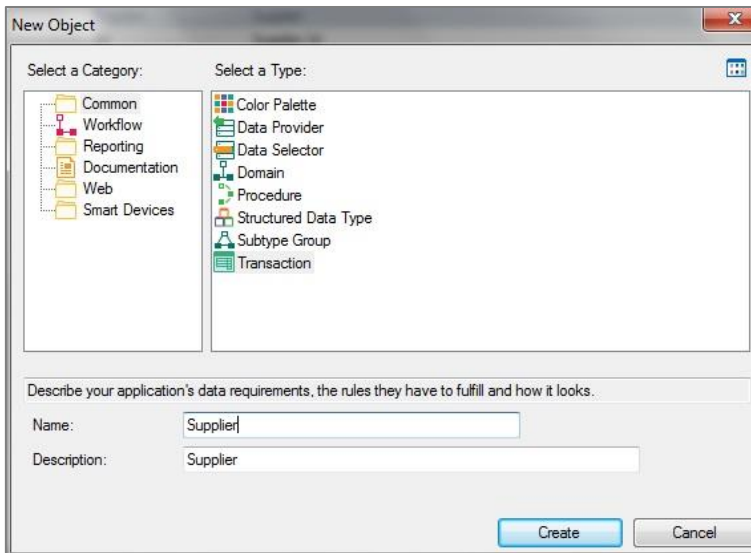 New Object
Select a Category:
Select a Type:
Common
Workflow
Reporting
Documentation
Web
Smart Devices
Color Palette
Data Provider
Data Selector
Domain
Procedure
Structured Data Type
Subtype Group
Transaction
Describe your application's data requirements, the rules they have to fulfill and how it looks.
Name: Supplier
Description: Supplier
Create Cancel